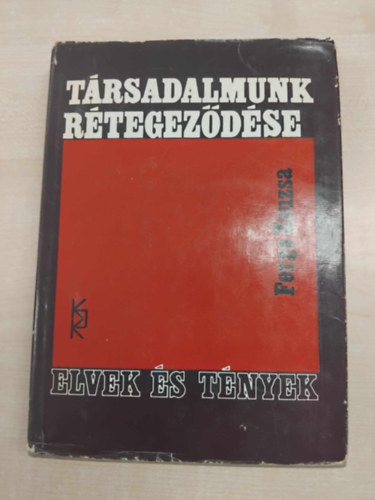 TÁRSADALMUNK
RÉTEGEZŐDÉSE
Ferge Zsuzsa
ELVEK ÉS TÉNYEK